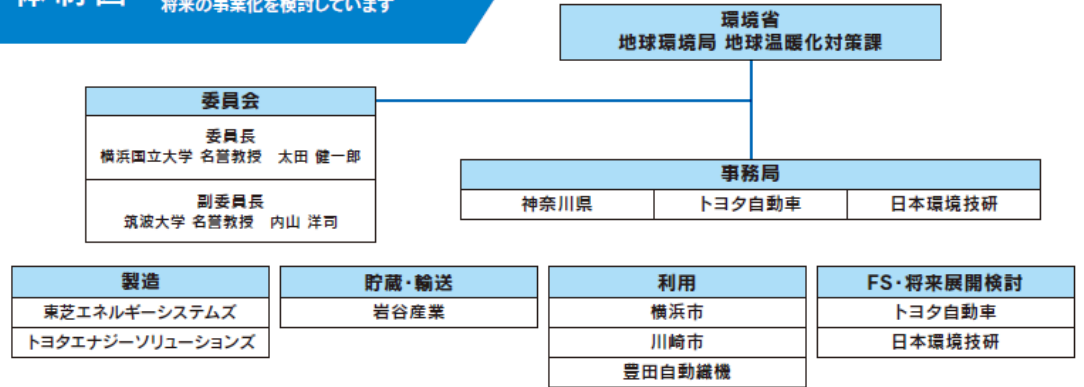 体制図
将来の事業化を検討しています
環境省
地球環境局 地球温暖化対策課
委員会
委員長
横浜国立大学 名誉教授 太田 健一郎
副委員長
筑波大学 名誉教授 内山 洋司
事務局
神奈川県 トヨタ自動車 日本環境技研
製造
東芝エネルギーシステムズ
トヨタエナジーソリューションズ
貯蔵・輸送
岩谷産業
利用
横浜市
川崎市
豊田自動織機
FS・将来展開検討
トヨタ自動車
日本環境技研